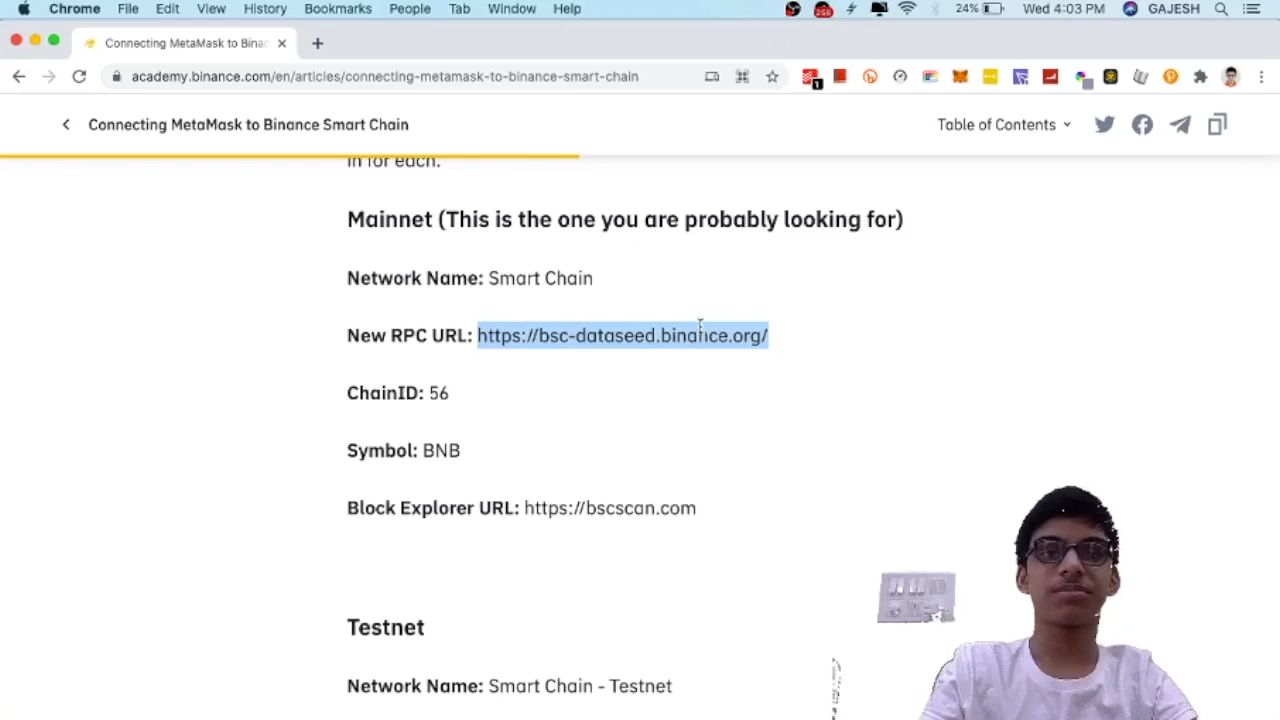 Chrome File Edit View History Bookmarks People Tab Window Help 24% Wed 4:03 PM GAJESH
Connecting MetaMask to Binar
academy.binance.com/en/articles/connecting-metamask-to-binance-smart-chain
1
Connecting MetaMask to Binance Smart Chain Table of Contents
in for each.
Mainnet (This is the one you are probably looking for)
Network Name: Smart Chain
New RPC URL: https://bsc-dataseed.binance.org/
ChainID: 56
Symbol: BNB
Block Explorer URL: https://bscscan.com
Testnet
Network Name: Smart Chain - Testnet